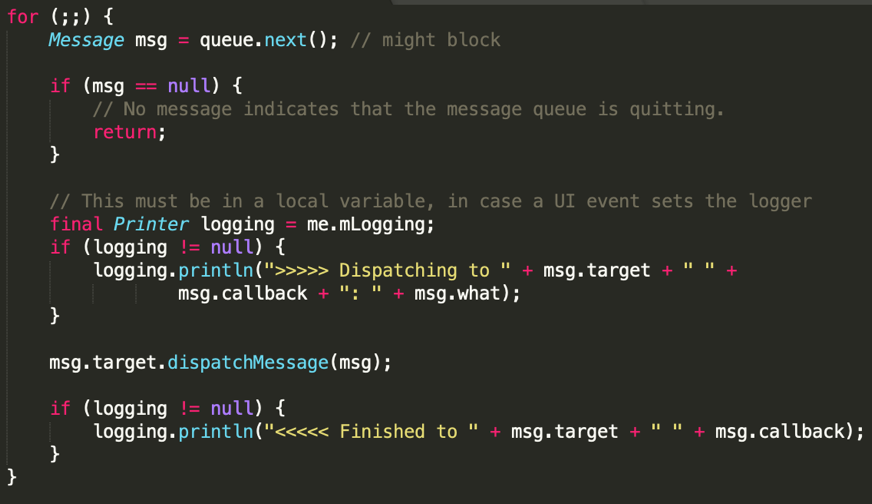 for (;;) {
    Message msg = queue.next(); // might block

    if (msg == null) {
        // No message indicates that the message queue is quitting.
        return;
    }

    // This must be in a local variable, in case a UI event sets the logger
    final Printer logging = me.mLogging;
    if (logging != null) {
        logging.println(">>>>> Dispatching to " + msg.target + " " +
                msg.callback + ": " + msg.what);
    }

    msg.target.dispatchMessage(msg);

    if (logging != null) {
        logging.println("<<<<< Finished to " + msg.target + " " + msg.callback);
    }
}